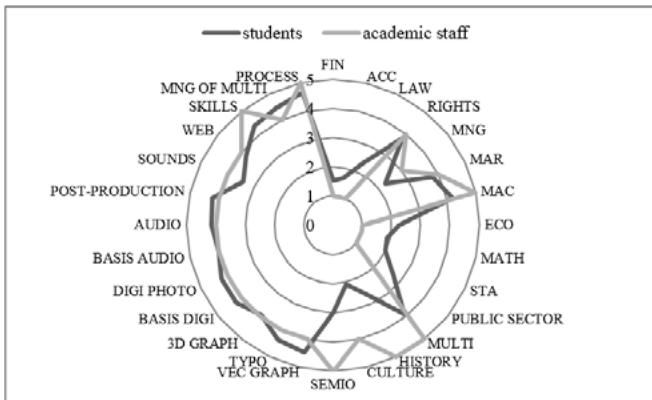 students academic staff
FIN
PROCESS 5 ACC
MNG OF MULTI LAW
SKILLS 4 RIGHTS
WEB 3 MNG
SOUNDS 2 MAR
POST-PRODUCTION 1 MAC
AUDIO 0 ECO
BASIS AUDIO MATH
DIGI PHOTO STA
BASIS DIGI PUBLIC SECTOR
3D GRAPH MULTI
TYPO HISTORY
VEC GRAPH CULTURE
SEMIO